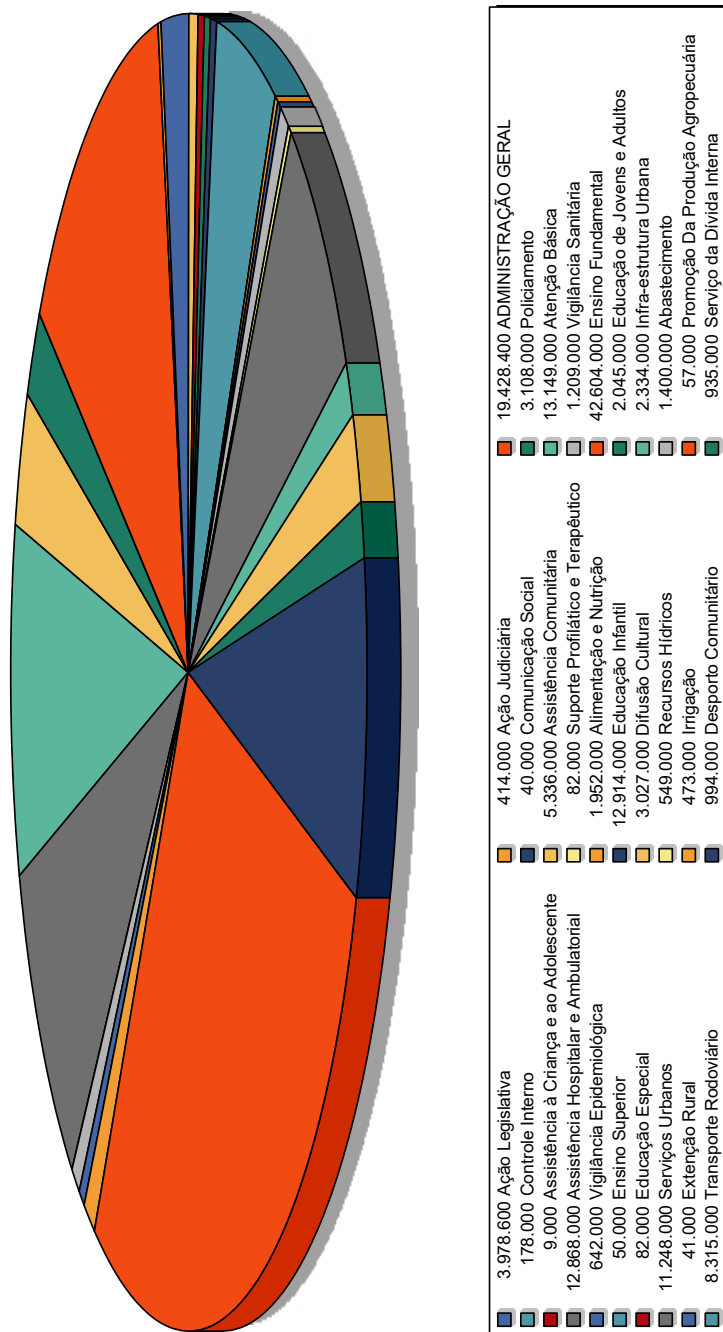 3.978.600 Ação Legislativa
414.000 Ação Judiciária
19.428.400 ADMINISTRAÇÃO GERAL
178.000 Controle Interno
40.000 Comunicação Social
3.108.000 Policiamento
9.000 Assistência à Criança e ao Adolescente
5.336.000 Assistência Comunitária
13.149.000 Atenção Básica
12.868.000 Assistência Hospitalar e Ambulatorial
82.000 Suporte Profilático e Terapêutico
1.209.000 Vigilância Sanitária
642.000 Vigilância Epidemiológica
1.952.000 Alimentação e Nutrição
42.604.000 Ensino Fundamental
50.000 Ensino Superior
12.914.000 Educação Infantil
2.045.000 Educação de Jovens e Adultos
82.000 Educação Especial
3.027.000 Difusão Cultural
2.334.000 Infra-estrutura Urbana
11.248.000 Serviços Urbanos
549.000 Recursos Hídricos
1.400.000 Abastecimento
41.000 Extenção Rural
473.000 Irrigação
57.000 Promoção Da Produção Agropecuária
8.315.000 Transporte Rodoviário
994.000 Desporto Comunitário
935.000 Serviço da Dívida Interna